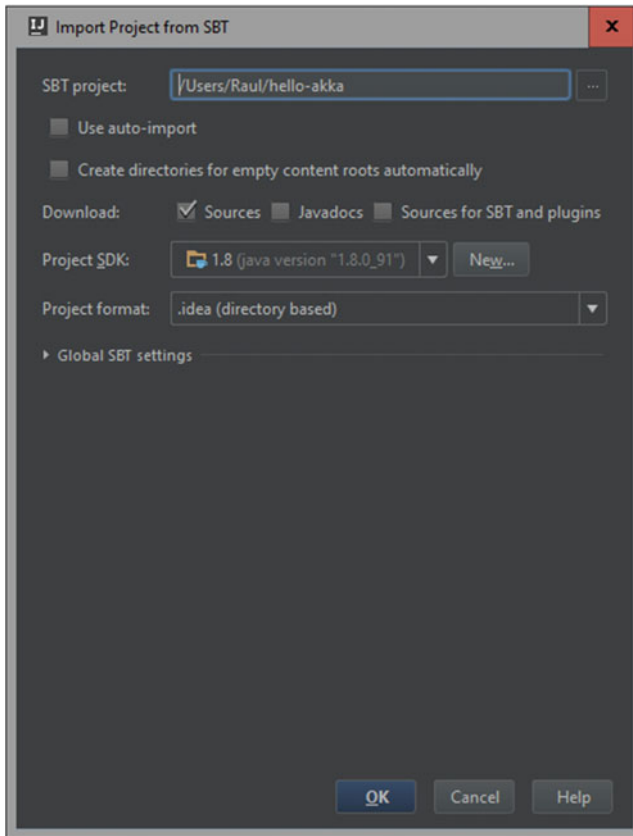 Import Project from SBT
SBT project: /Users/Raul/hello-akka ...
Use auto-import
Create directories for empty content roots automatically
Download: Sources Javadocs Sources for SBT and plugins
Project SDK: 1.8 (java version "1.8.0_91") New...
Project format: .idea (directory based)
Global SBT settings
OK Cancel Help